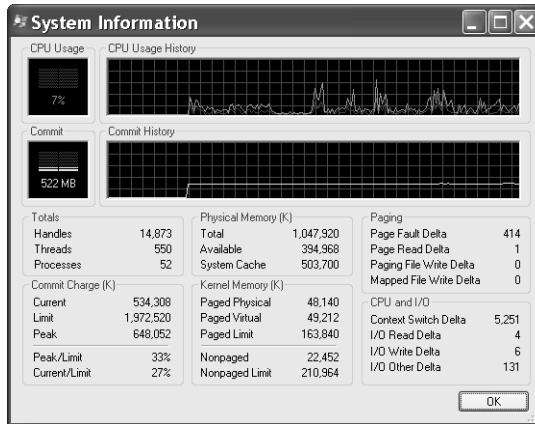 System Information
CPU Usage
CPU Usage History
7%
Commit
Commit History
522 MB
Totals
Handles 14,873
Threads 550
Processes 52
Physical Memory (K)
Total 1,047,920
Available 394,968
System Cache 503,700
Paging
Page Fault Delta 414
Page Read Delta 1
Paging File Write Delta 0
Mapped File Write Delta 0
Commit Charge (K)
Current 534,308
Limit 1,972,520
Peak 648,052
Peak/Limit 33%
Current/Limit 27%
Kernel Memory (K)
Paged Physical 48,140
Paged Virtual 49,212
Paged Limit 163,840
Nonpaged 22,452
Nonpaged Limit 210,964
CPU and I/O
Context Switch Delta 5,251
I/O Read Delta 4
I/O Write Delta 6
I/O Other Delta 131
OK